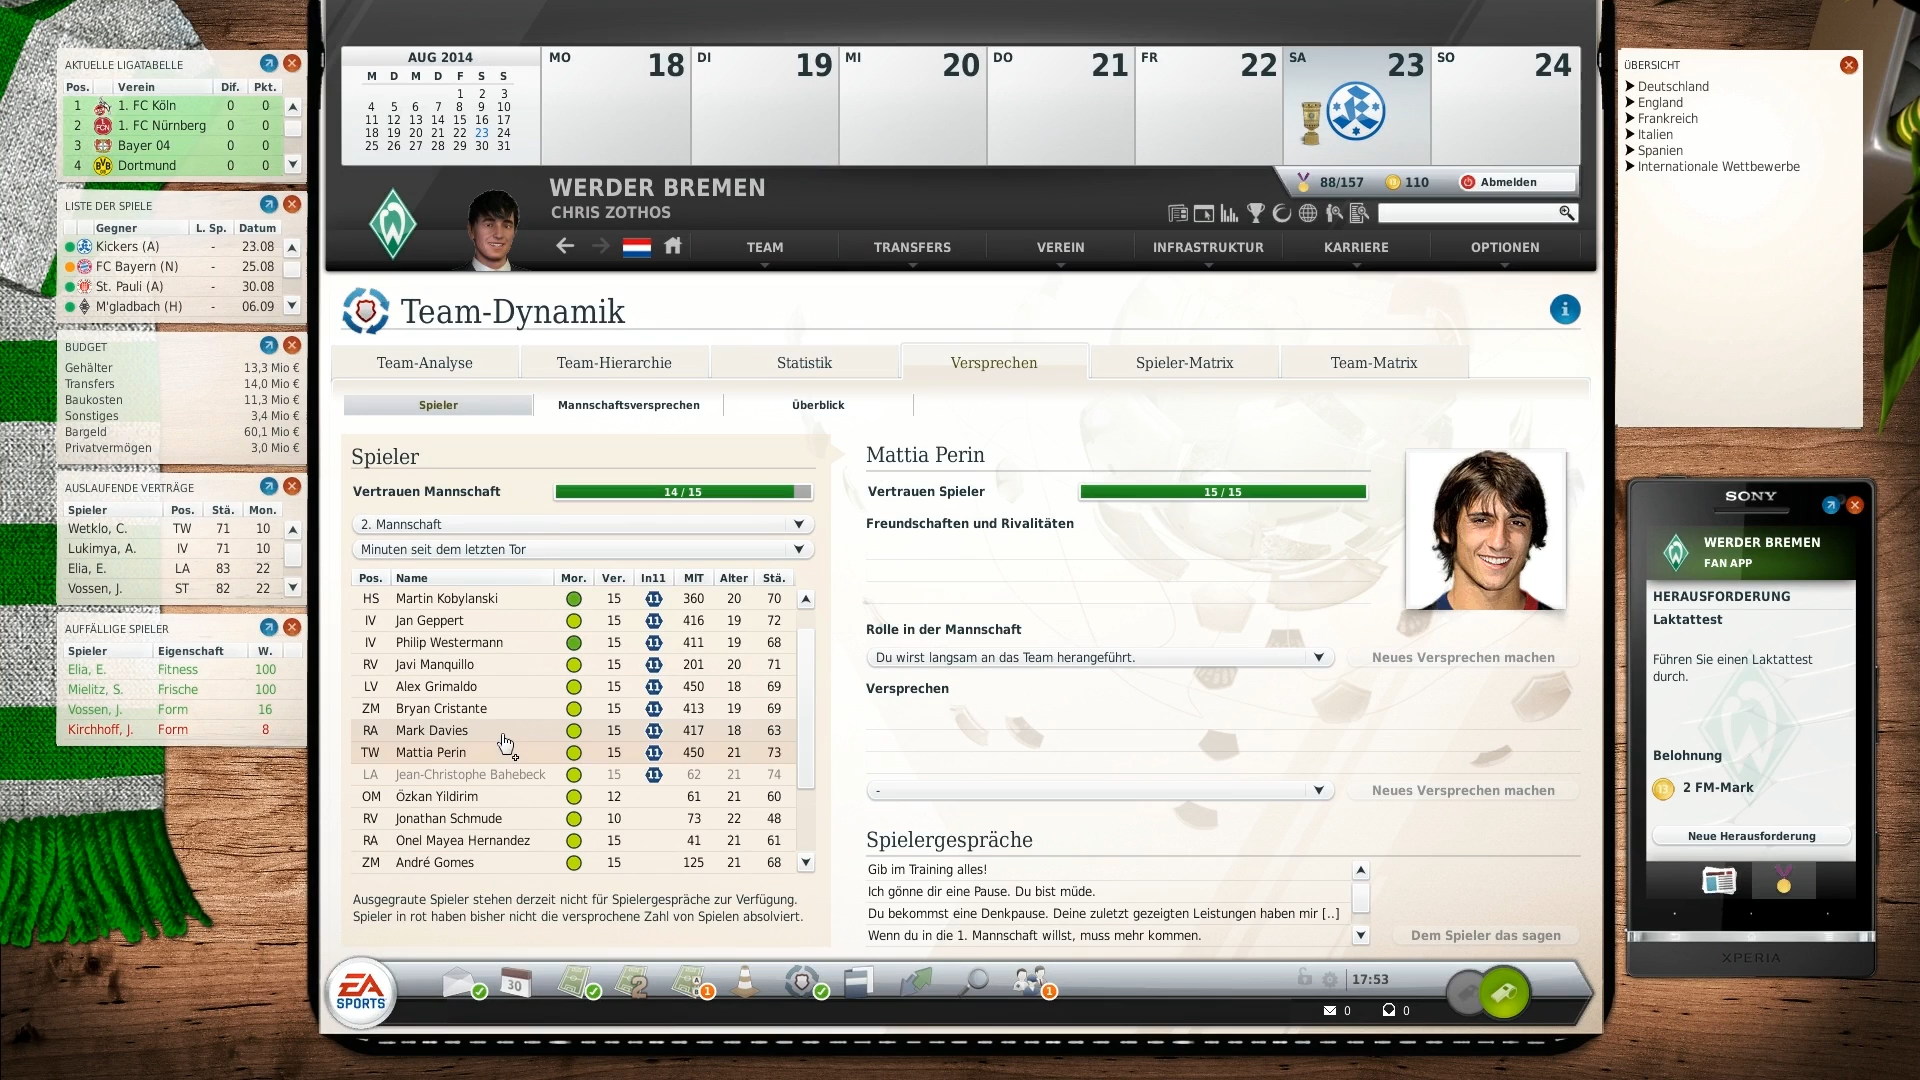 AKTUELLE LIGATABELLE
Pos. Verein Dif. Pkt.
1 1. FC Köln 0 0
2 1. FC Nürnberg 0 0
3 Bayer 04 0 0
4 Dortmund 0 0
LISTE DER SPIELE
Gegner L. Sp. Datum
Kickers (A) - 23.08
FC Bayern (N) - 25.08
St. Pauli (A) - 30.08
M'gladbach (H) - 06.09
BUDGET
Gehälter 13,3 Mio €
Transfers 14,0 Mio €
Baukosten 11,3 Mio €
Sonstiges 3,4 Mio €
Bargeld 60,1 Mio €
Privatvermögen 3,0 Mio €
AUSLAUFENDE VERTRÄGE
Spieler Pos. Stä. Mon.
Wetklo, C. TW 71 10
Lukimya, A. IV 71 10
Elia, E. LA 83 22
Vossen, J. ST 82 22
AUFFÄLLIGE SPIELER
Spieler Eigenschaft W.
Elia, E. Fitness 100
Mielitz, S. Frische 100
Vossen, J. Form 16
Kirchhoff, J. Form 8
AUG 2014
M D M D F S S
1 2 3
4 5 6 7 8 9 10
11 12 13 14 15 16 17
18 19 20 21 22 23 24
25 26 27 28 29 30 31
MO 18 DI 19 MI 20 DO 21 FR 22 SA 23 SO 24
WERDER BREMEN
CHRIS ZOTHOS
88/157 110 Abmelden
TEAM TRANSFERS VEREIN INFRASTRUKTUR KARRIERE OPTIONEN
Team-Dynamik
Team-Analyse Team-Hierarchie Statistik Versprechen Spieler-Matrix Team-Matrix
Spieler Mannschaftsversprechen Überblick
Spieler
Vertrauen Mannschaft 14 / 15
2. Mannschaft
Minuten seit dem letzten Tor
Pos. Name Mor. Ver. In11 MIT Alter Stä.
HS Martin Kobylanski 15 11 360 20 70
IV Jan Geppert 15 11 416 19 72
IV Philip Westermann 15 11 411 19 68
RV Javi Manquillo 15 11 201 20 71
LV Alex Grimaldo 15 11 450 18 69
ZM Bryan Cristante 15 11 413 19 69
RA Mark Davies 15 11 417 18 63
TW Mattia Perin 15 11 450 21 73
LA Jean-Christophe Bahebeck 15 11 62 21 74
OM Özkan Yildirim 12 61 21 60
RV Jonathan Schmude 10 73 22 48
RA Onel Mayea Hernandez 15 41 21 61
ZM André Gomes 15 125 21 68
Ausgegraute Spieler stehen derzeit nicht für Spielergespräche zur Verfügung.
Spieler in rot haben bisher nicht die versprochene Zahl von Spielen absolviert.
Mattia Perin
Vertrauen Spieler 15 / 15
Freundschaften und Rivalitäten
Rolle in der Mannschaft
Du wirst langsam an das Team herangeführt. Neues Versprechen machen
Versprechen
- Neues Versprechen machen
Spielergespräche
Gib im Training alles!
Ich gönne dir eine Pause. Du bist müde.
Du bekommst eine Denkpause. Deine zuletzt gezeigten Leistungen haben mir [..]
Wenn du in die 1. Mannschaft willst, muss mehr kommen. Dem Spieler das sagen
EA SPORTS
30 2 1 1
17:53
0 0
ÜBERSICHT
Deutschland
England
Frankreich
Italien
Spanien
Internationale Wettbewerbe
SONY
WERDER BREMEN
FAN APP
HERAUSFORDERUNG
Laktattest
Führen Sie einen Laktattest
durch.
Belohnung
13 2 FM-Mark
Neue Herausforderung
XPERIA